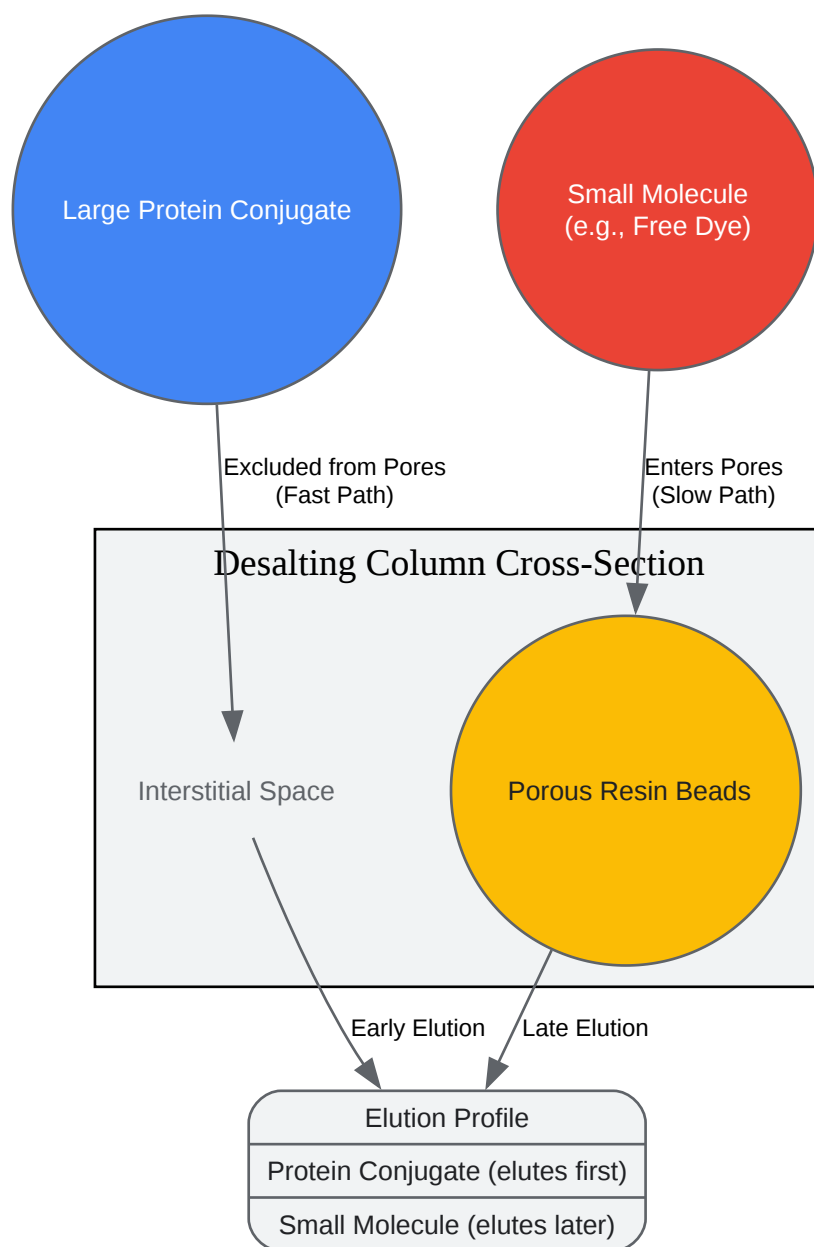 Large Protein Conjugate
Small Molecule
(e.g., Free Dye)
Excluded from Pores
(Fast Path)
Enters Pores
(Slow Path)
Desalting Column Cross-Section
Interstitial Space
Porous Resin Beads
Early Elution
Late Elution
Elution Profile
Protein Conjugate (elutes first)
Small Molecule (elutes later)